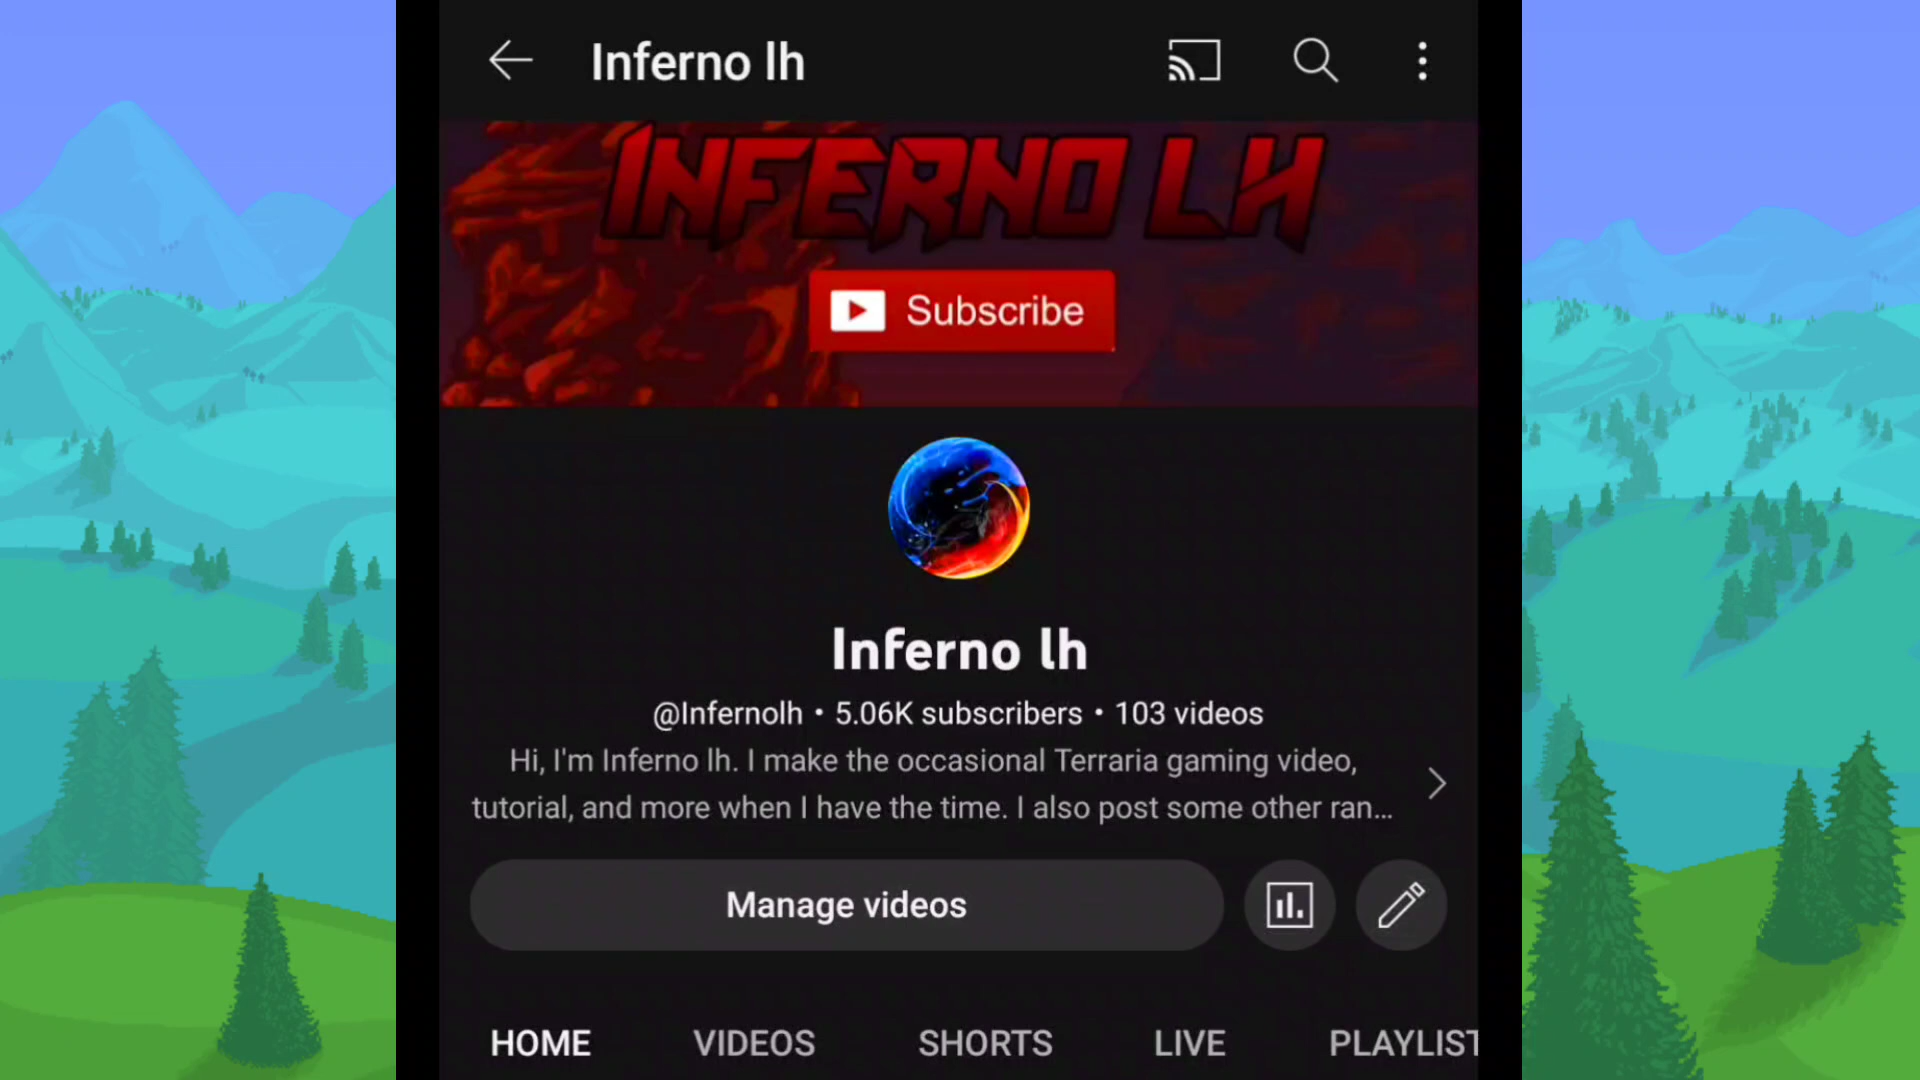 Inferno lh
INFERNO LH
Subscribe
Inferno lh
@Infernolh • 5.06K subscribers • 103 videos
Hi, I'm Inferno lh. I make the occasional Terraria gaming video,
tutorial, and more when I have the time. I also post some other ran...
Manage videos
HOME VIDEOS SHORTS LIVE PLAYLIST